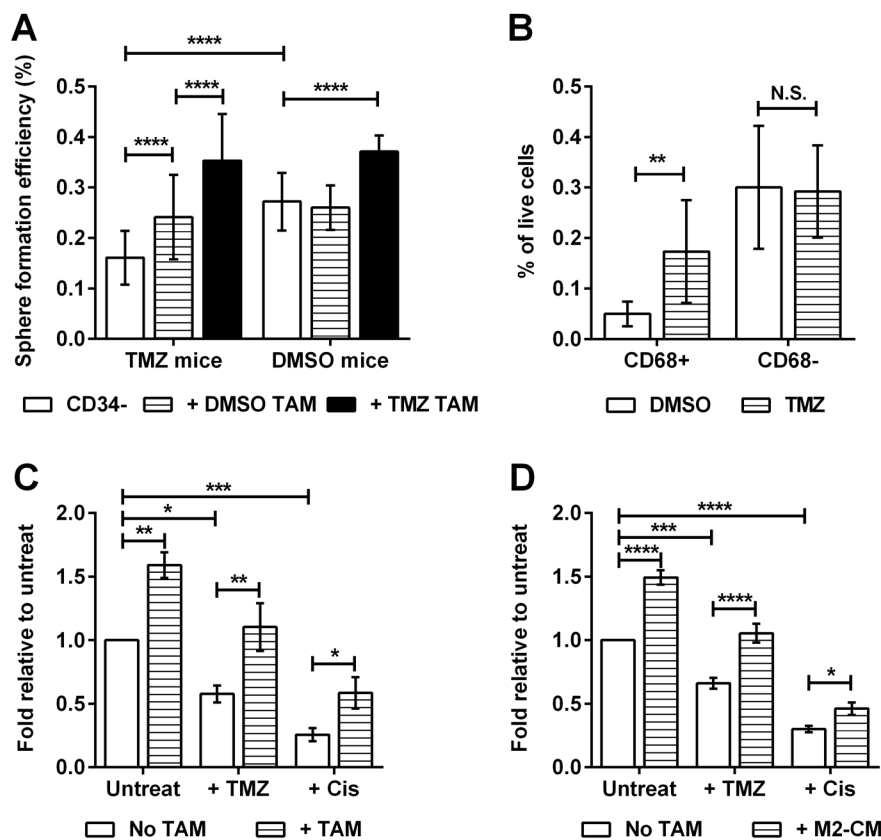 A
Sphere formation efficiency (%)
0.5
0.4
0.3
0.2
0.1
0.0
****
****
****
****
TMZ mice DMSO mice
CD34- + DMSO TAM + TMZ TAM
B
% of live cells
0.5
0.4
0.3
0.2
0.1
0.0
**
N.S.
CD68+ CD68-
DMSO TMZ
C
Fold relative to untreat
2.0
1.5
1.0
0.5
0.0
***
*
**
**
*
Untreat + TMZ + Cis
No TAM + TAM
D
Fold relative to untreat
2.0
1.5
1.0
0.5
0.0
****
***
****
****
*
Untreat + TMZ + Cis
No TAM + M2-CM